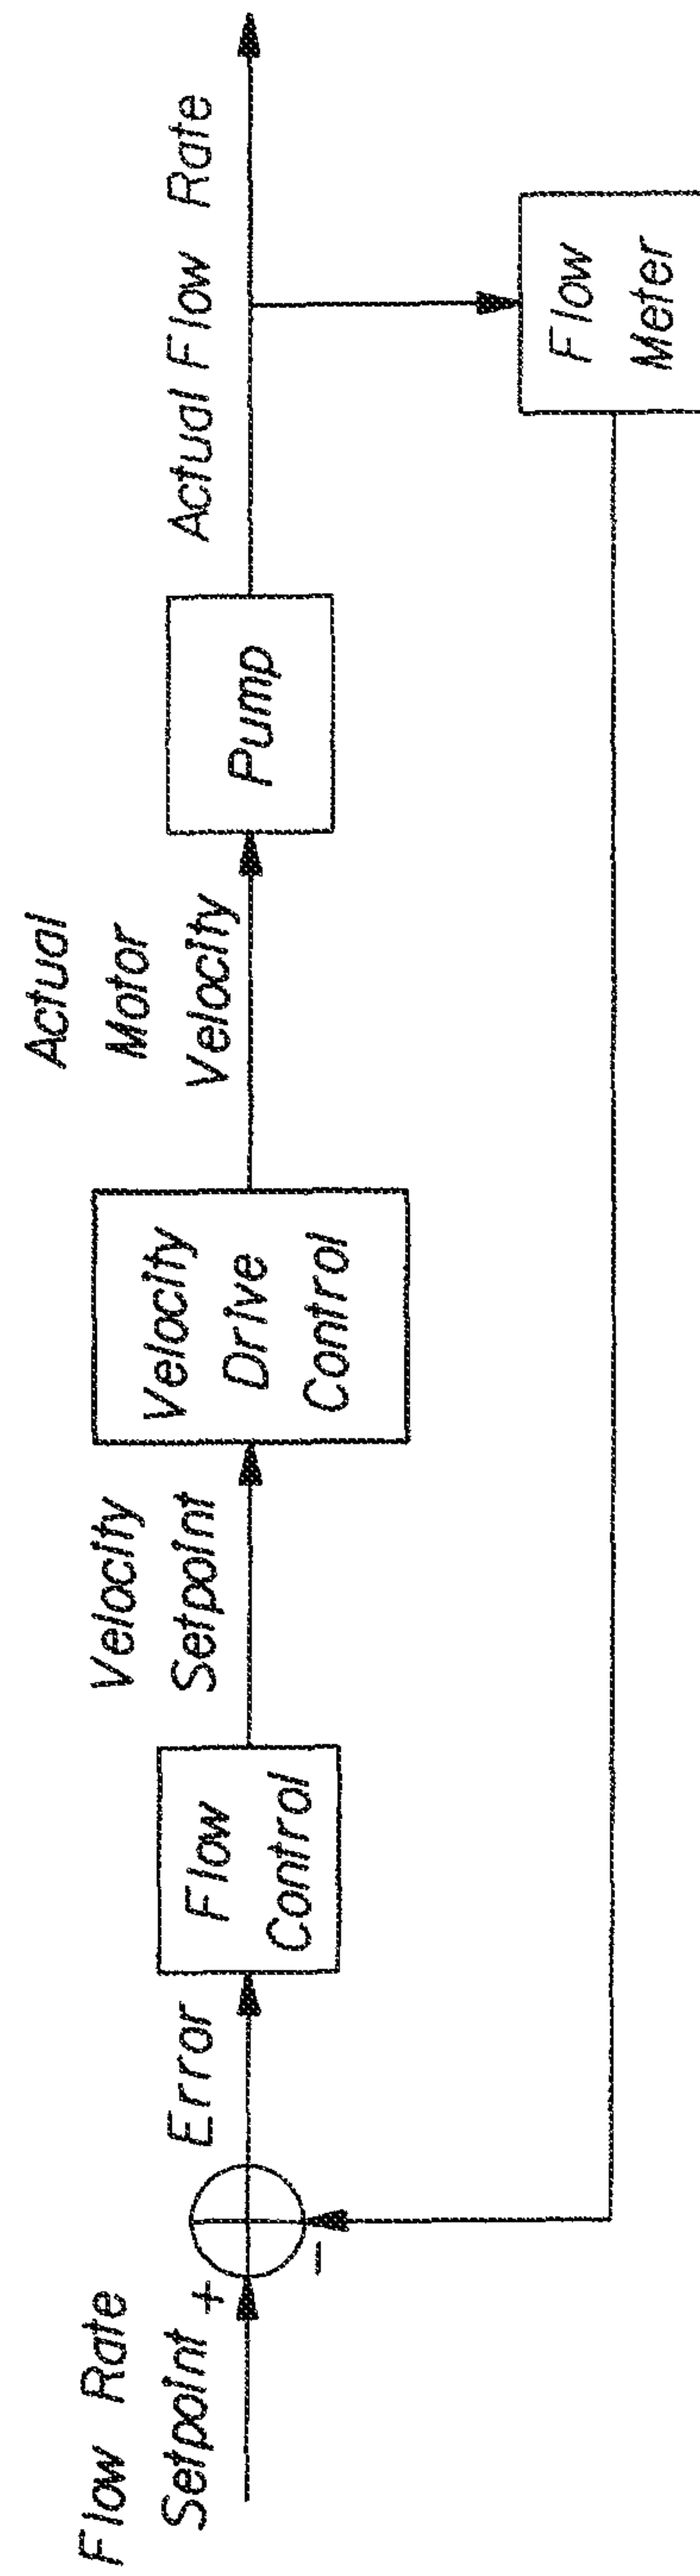 Flow Rate
Setpoint
+
-
Error
Flow
Control
Velocity
Setpoint
Velocity
Drive
Control
Actual
Motor
Velocity
Pump
Actual Flow Rate
Flow
Meter